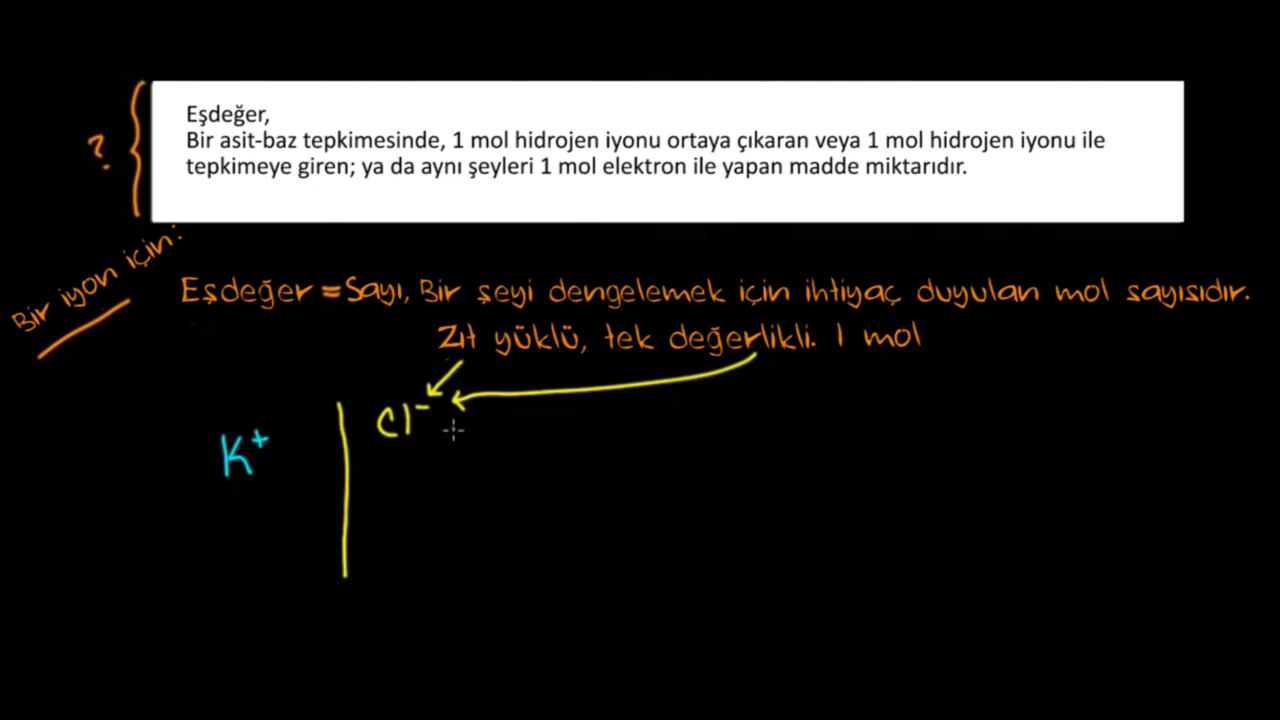 Eşdeğer,
Bir asit-baz tepkimesinde, 1 mol hidrojen iyonu ortaya çıkaran veya 1 mol hidrojen iyonu ile
tepkimeye giren; ya da aynı şeyleri 1 mol elektron ile yapan madde miktarıdır.
?
Bir iyon için:
Eşdeğer = Sayı, Bir şeyi dengelemek için ihtiyaç duyulan mol sayısıdır.
Zıt yüklü, tek değerlikli. 1 mol
Cl⁻
K⁺